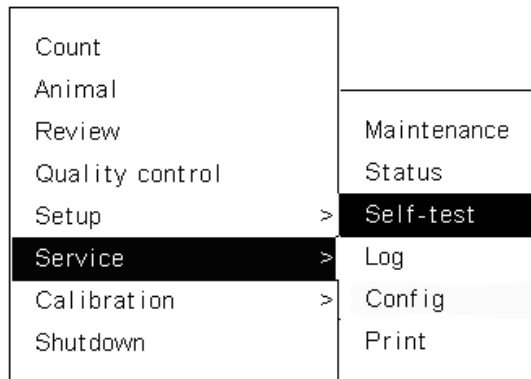 Count
Animal
Review
Quality control
Setup >
Service >
Calibration >
Shutdown
Maintenance
Status
Self-test
Log
Config
Print